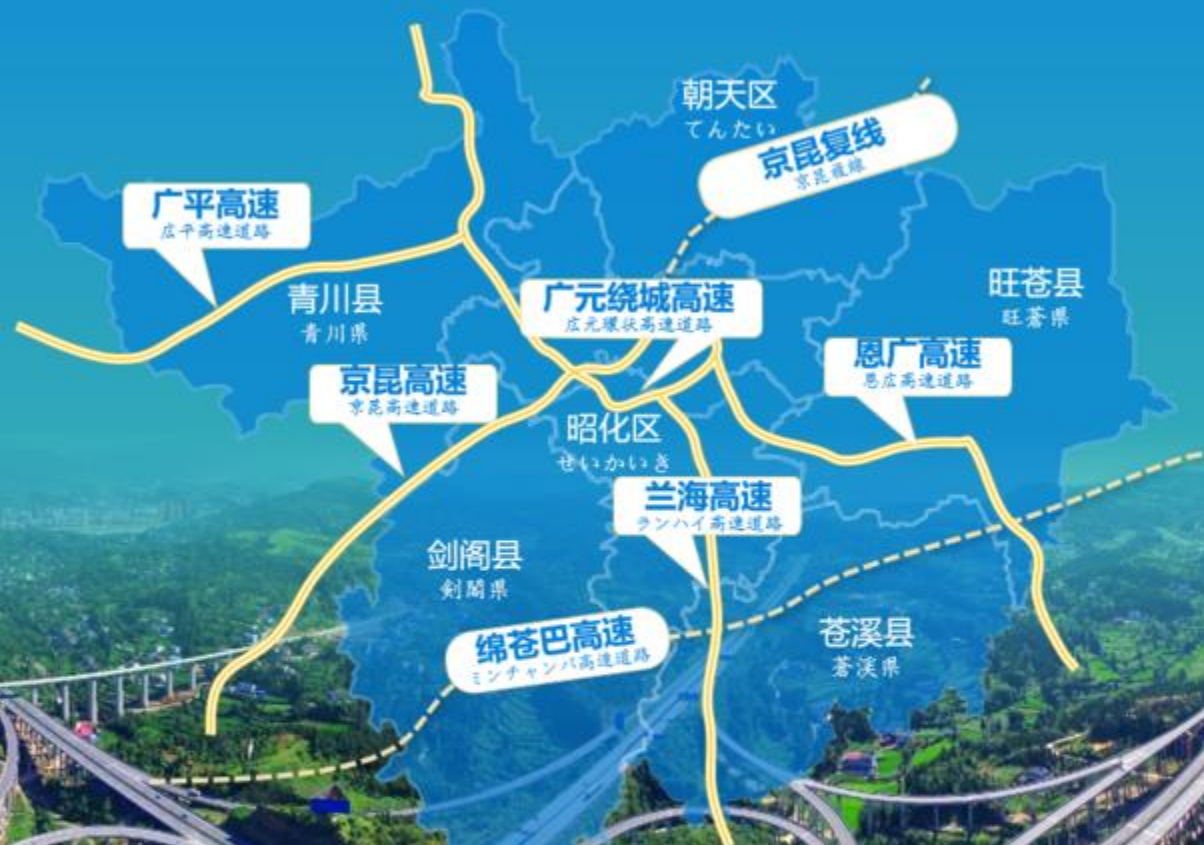 朝天区
てんたい
京昆复线
京昆複線
广平高速
広平高速道路
青川县
青川県
广元绕城高速
広元環状高速道路
旺苍县
旺蒼県
京昆高速
京昆高速道路
恩广高速
恩広高速道路
昭化区
せいかいき
兰海高速
ランハイ高速道路
剑阁县
剣閣県
绵苍巴高速
ミンチャンバ高速道路
苍溪县
蒼渓県